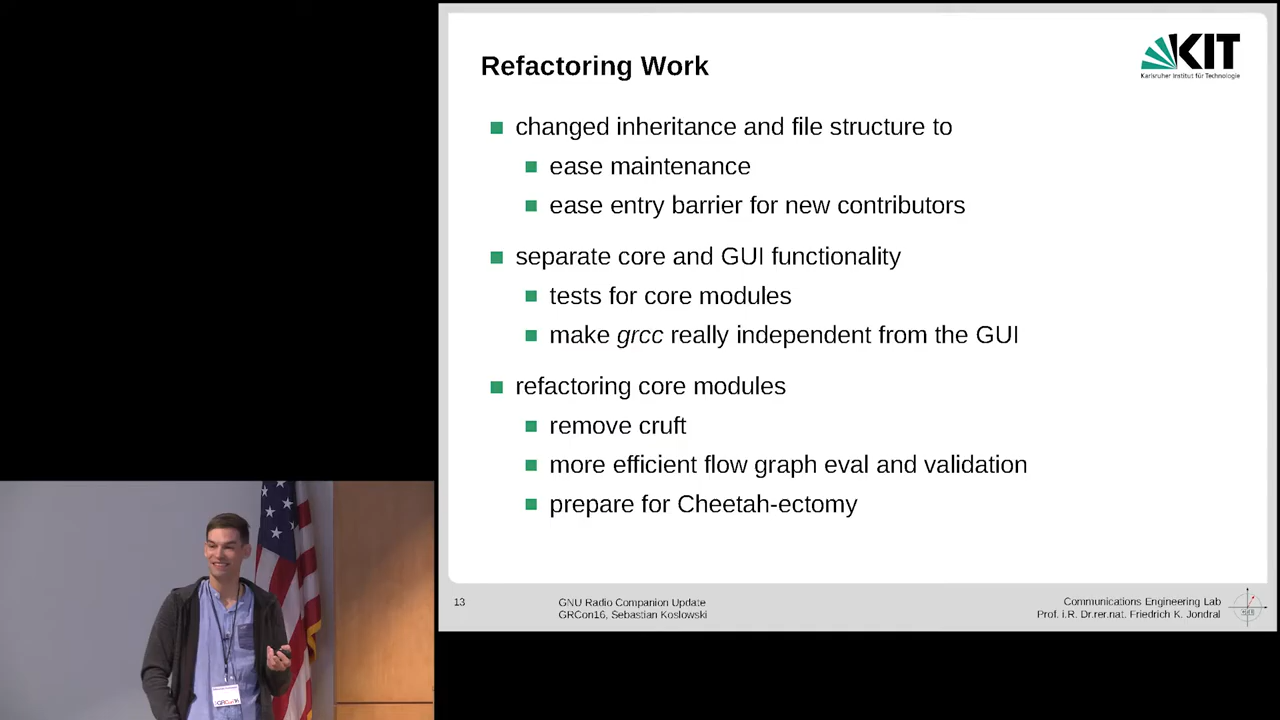 Refactoring Work
KIT
Karlsruher Institut für Technologie
changed inheritance and file structure to
ease maintenance
ease entry barrier for new contributors
separate core and GUI functionality
tests for core modules
make grcc really independent from the GUI
refactoring core modules
remove cruft
more efficient flow graph eval and validation
prepare for Cheetah-ectomy
13
GNU Radio Companion Update
GRCon16, Sebastian Koslowski
Communications Engineering Lab
Prof. i.R. Dr.rer.nat. Friedrich K. Jondral